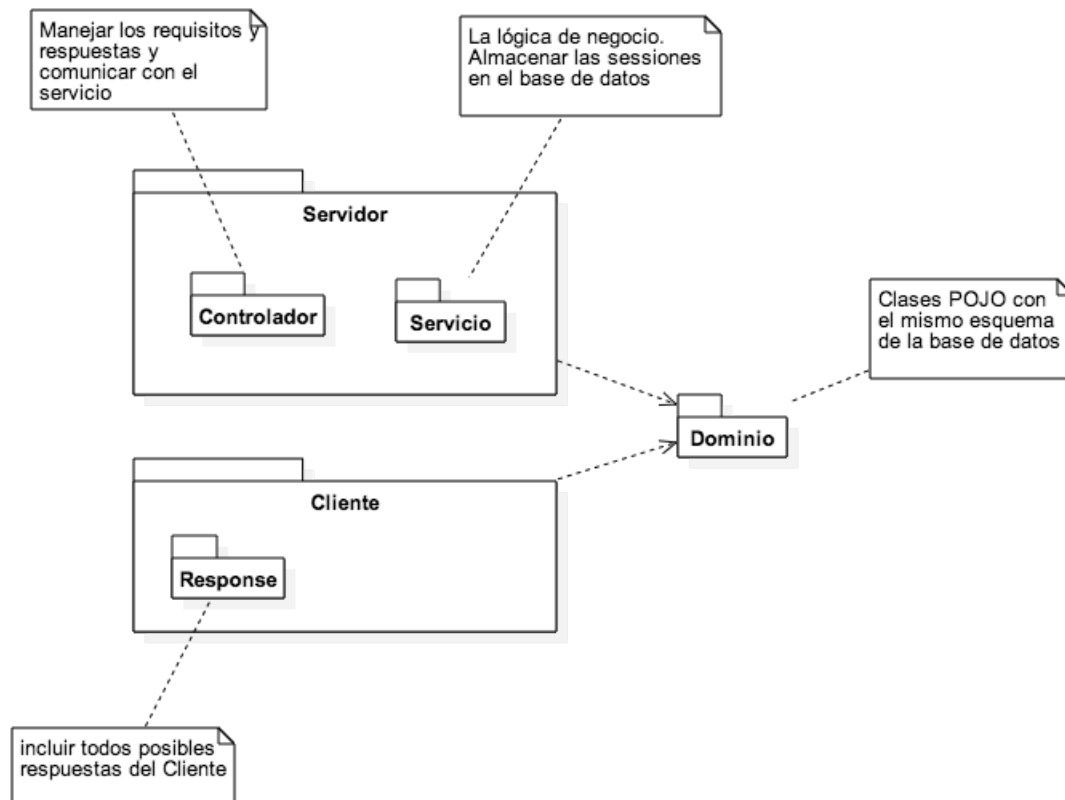 Manejar los requisitos y
respuestas y
comunicar con el
servicio
La lógica de negocio.
Almacenar las sessiones
en el base de datos
Servidor
Controlador
Servicio
Clases POJO con
el mismo esquema
de la base de datos
Dominio
Cliente
Response
incluir todos posibles
respuestas del Cliente